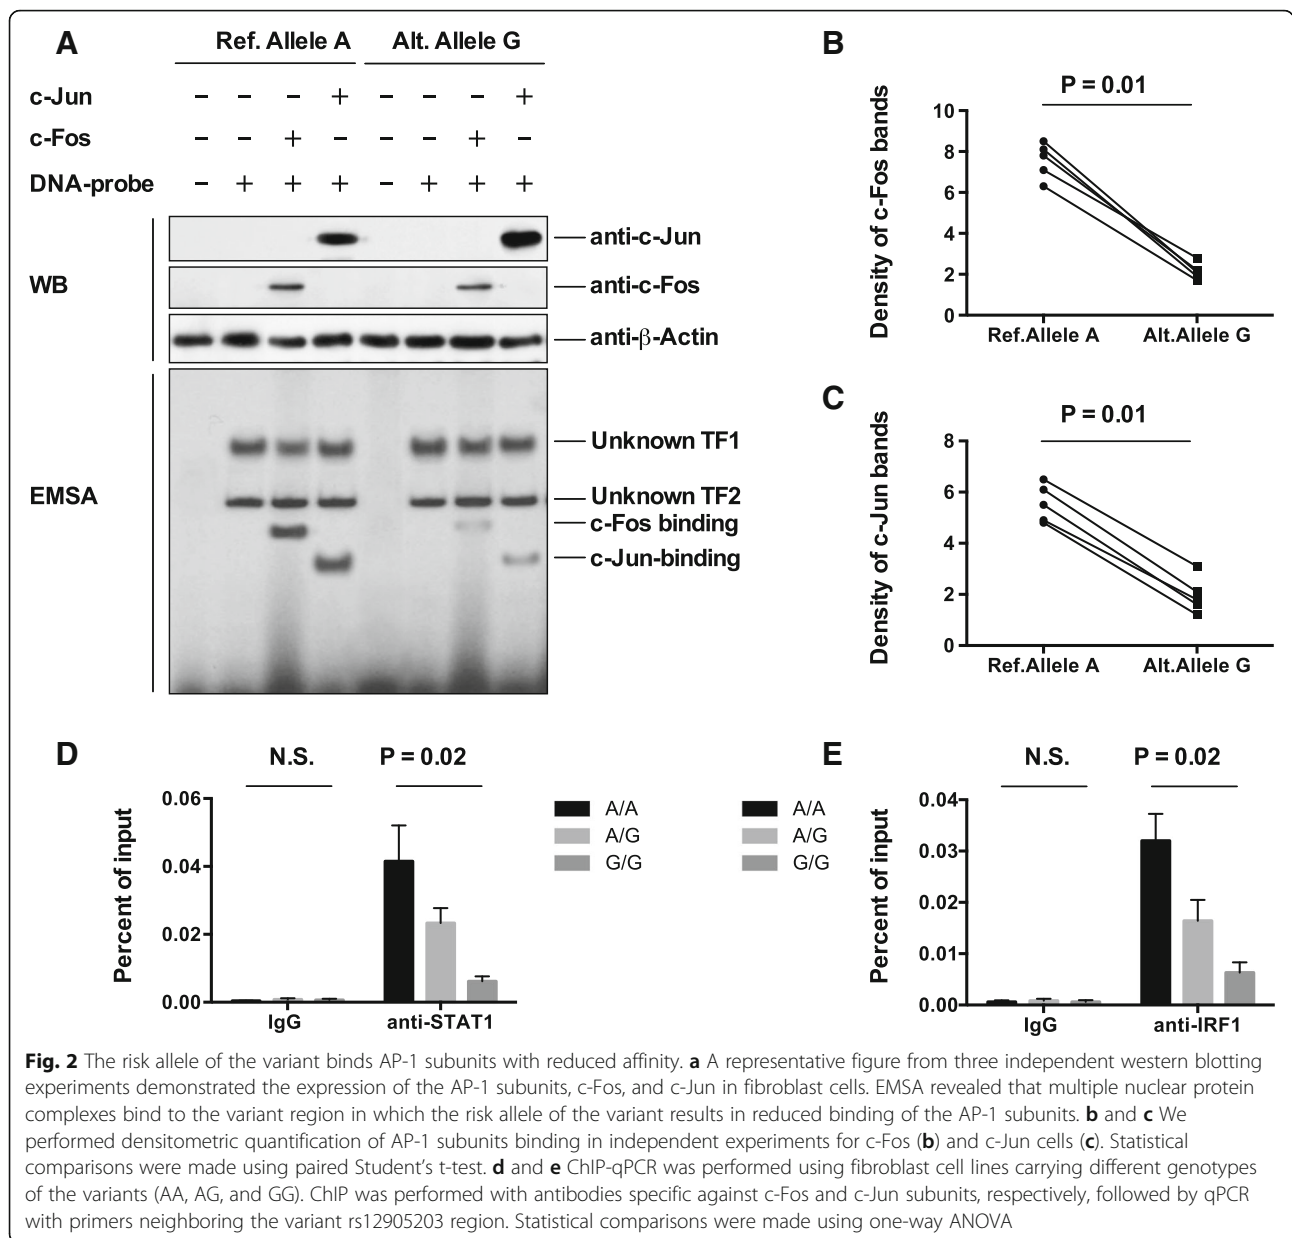 A
Ref. Allele A Alt. Allele G
c-Jun − − − + − − − +
c-Fos − − + − − − + −
DNA-probe − + + + − + + +
WB
anti-c-Jun
anti-c-Fos
anti-β-Actin
EMSA
Unknown TF1
Unknown TF2
c-Fos binding
c-Jun-binding
B
P = 0.01
Density of c-Fos bands
10
8
6
4
2
0
Ref.Allele A Alt.Allele G
C
P = 0.01
Density of c-Jun bands
8
6
4
2
0
Ref.Allele A Alt.Allele G
D
N.S. P = 0.02
Percent of input
0.06
0.04
0.02
0.00
IgG anti-STAT1
A/A
A/G
G/G
E
A/A
A/G
G/G
N.S. P = 0.02
Percent of input
0.04
0.03
0.02
0.01
0.00
IgG anti-IRF1
Fig. 2 The risk allele of the variant binds AP-1 subunits with reduced affinity. a A representative figure from three independent western blotting
experiments demonstrated the expression of the AP-1 subunits, c-Fos, and c-Jun in fibroblast cells. EMSA revealed that multiple nuclear protein
complexes bind to the variant region in which the risk allele of the variant results in reduced binding of the AP-1 subunits. b and c We
performed densitometric quantification of AP-1 subunits binding in independent experiments for c-Fos (b) and c-Jun cells (c). Statistical
comparisons were made using paired Student's t-test. d and e ChIP-qPCR was performed using fibroblast cell lines carrying different genotypes
of the variants (AA, AG, and GG). ChIP was performed with antibodies specific against c-Fos and c-Jun subunits, respectively, followed by qPCR
with primers neighboring the variant rs12905203 region. Statistical comparisons were made using one-way ANOVA